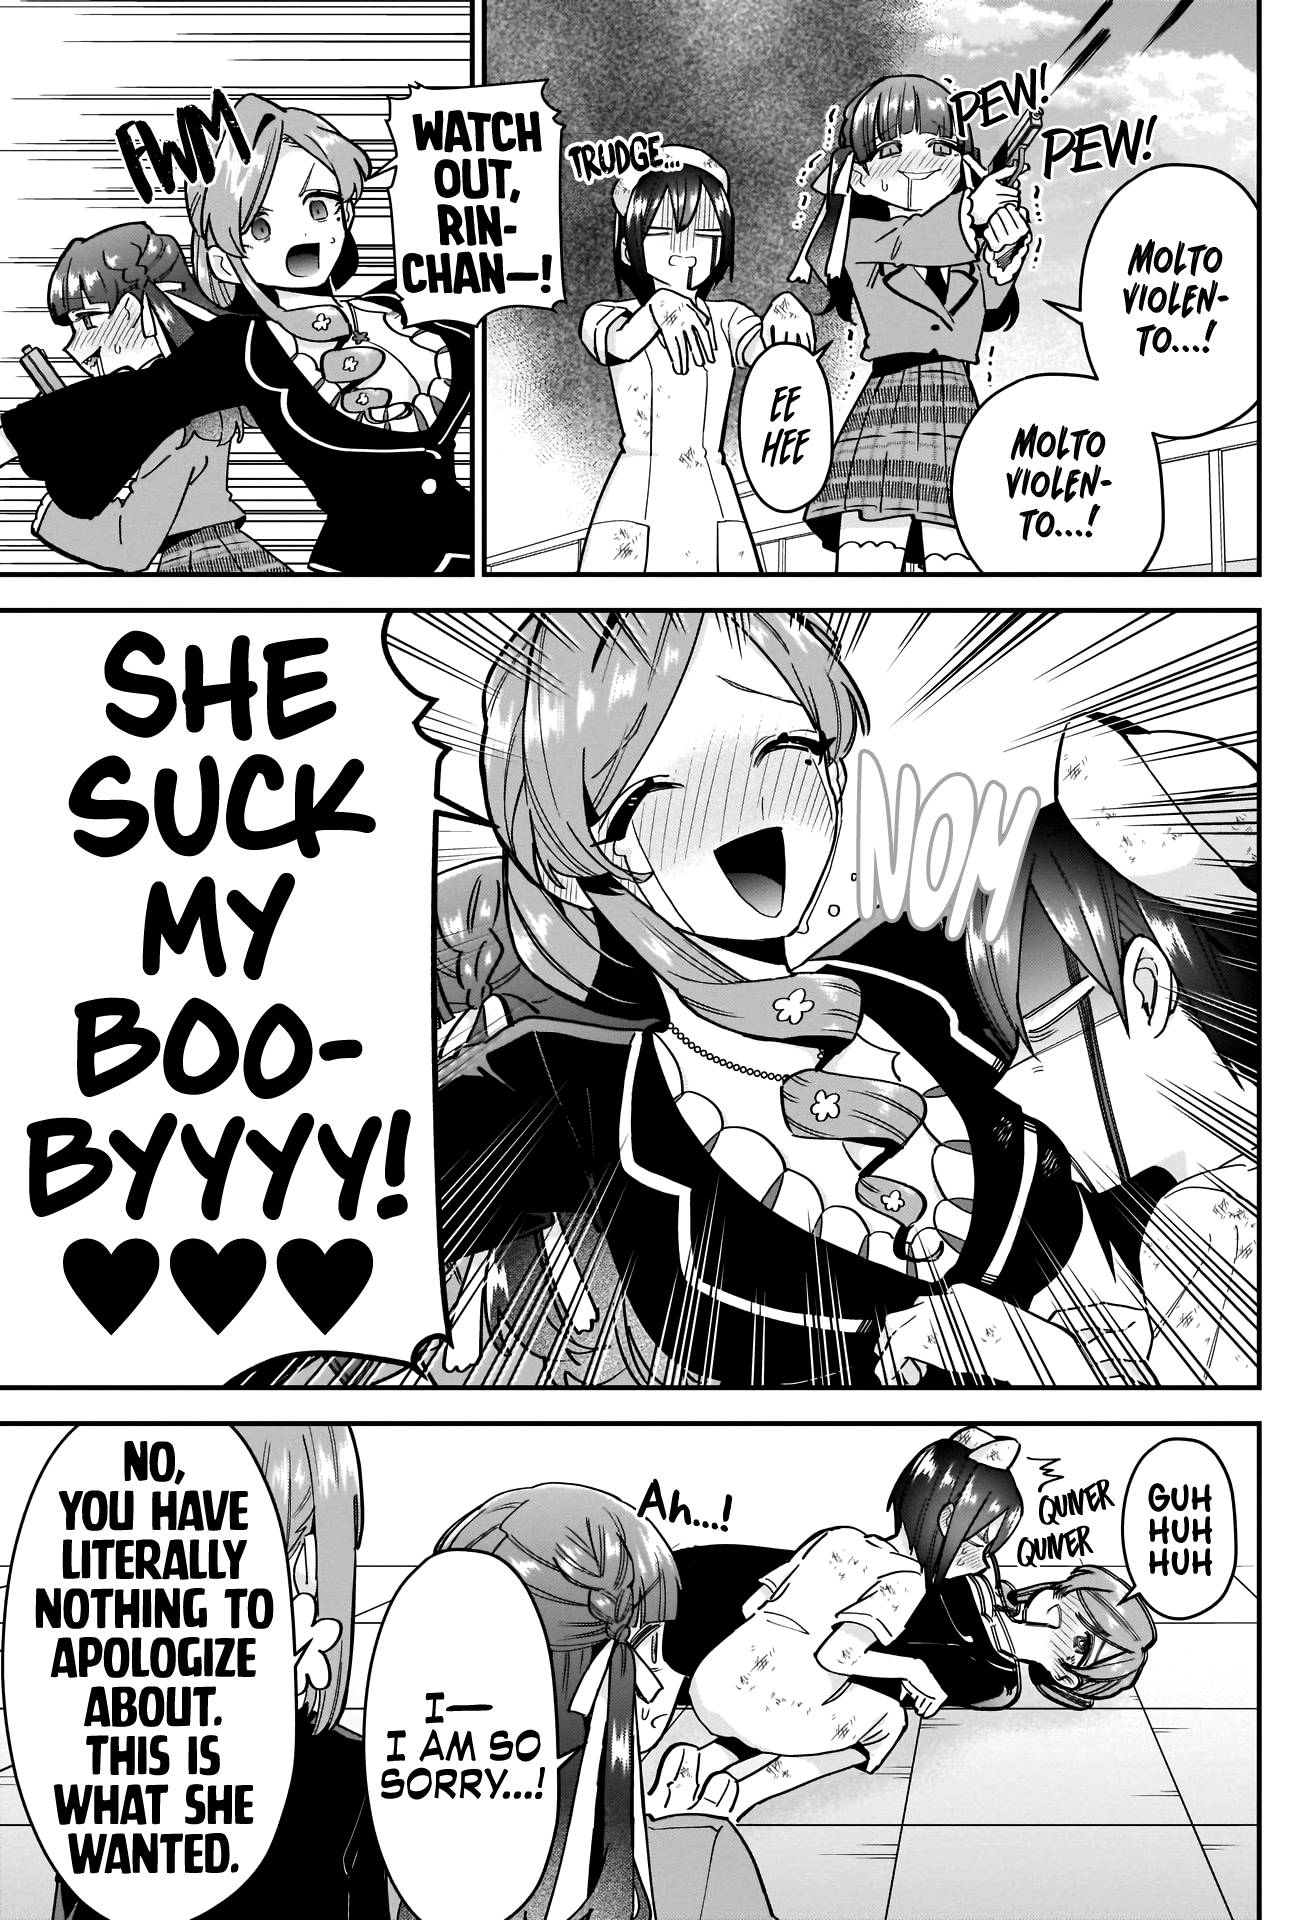 PEW!
PEW!
MOLTO
VIOLEN-
TO...!
MOLTO
VIOLEN-
TO...!
TRUDGE...
EE
HEE
WATCH
OUT,
RIN-
CHAN—!
FWM
NOM
SHE
SUCK
MY
BOO-
BYYYY!
♥♥♥
GUH
HUH
HUH
QUIVER
QUIVER
Ah...!
I—
I AM SO
SORRY...!
NO,
YOU HAVE
LITERALLY
NOTHING TO
APOLOGIZE
ABOUT.
THIS IS
WHAT SHE
WANTED.